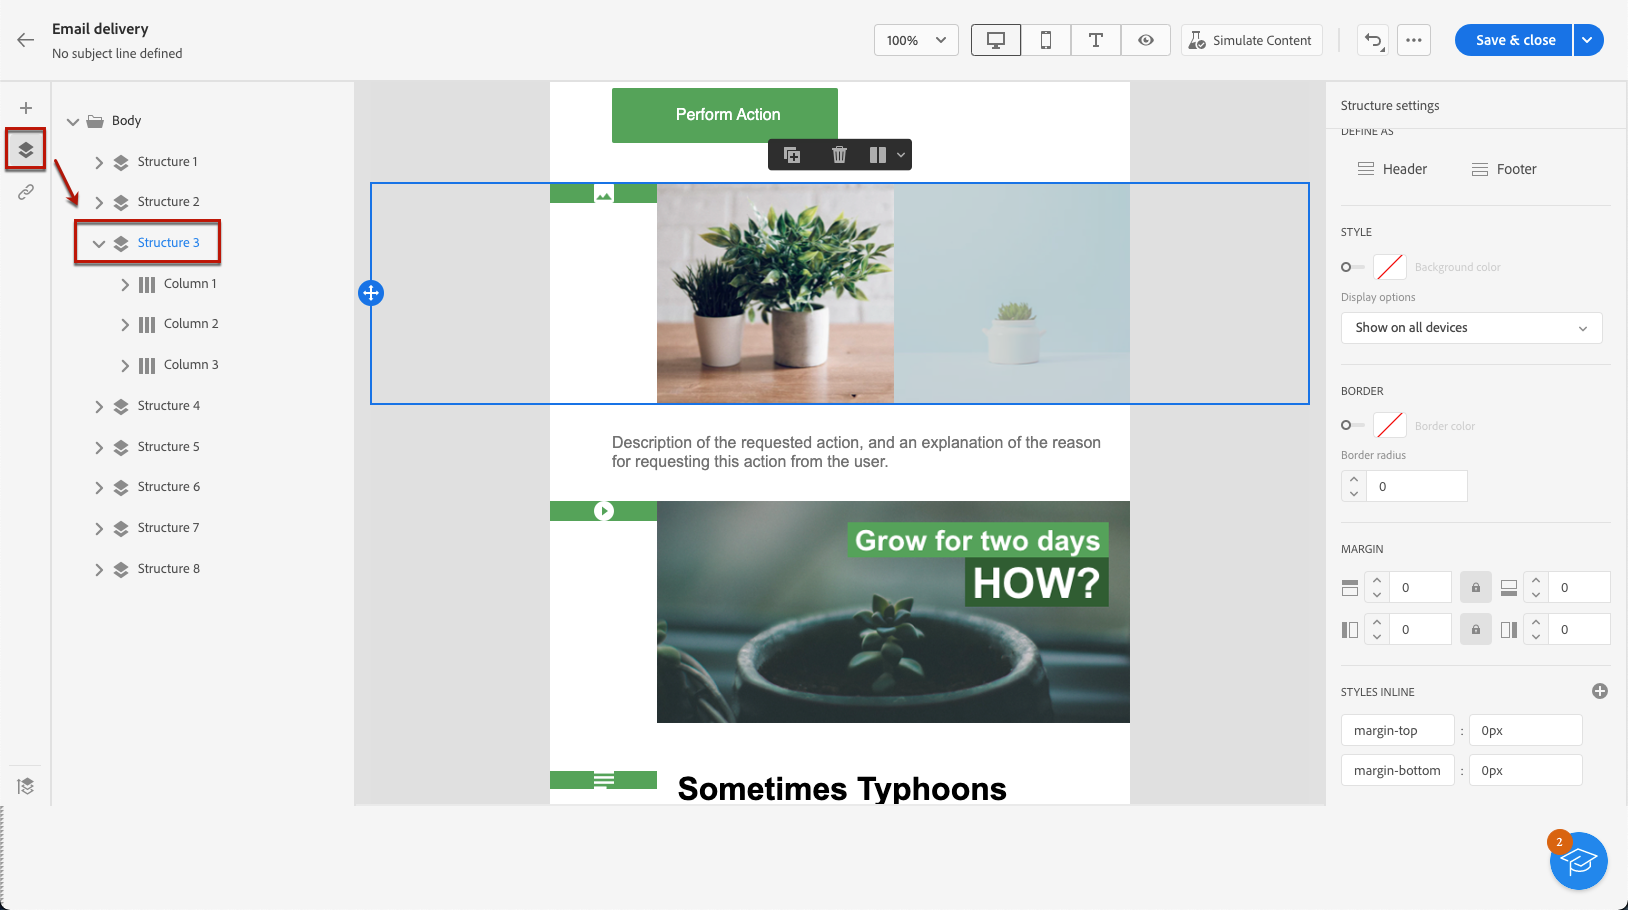 Email delivery
No subject line defined
100%
Simulate Content
Save & close
Body
Structure 1
Structure 2
Structure 3
Column 1
Column 2
Column 3
Structure 4
Structure 5
Structure 6
Structure 7
Structure 8
Perform Action
Description of the requested action, and an explanation of the reason
for requesting this action from the user.
Grow for two days
HOW?
Sometimes Typhoons
Structure settings
DEFINE AS
Header
Footer
STYLE
Background color
Display options
Show on all devices
BORDER
Border color
Border radius
0
MARGIN
0
0
0
0
STYLES INLINE
margin-top : 0px
margin-bottom : 0px
2